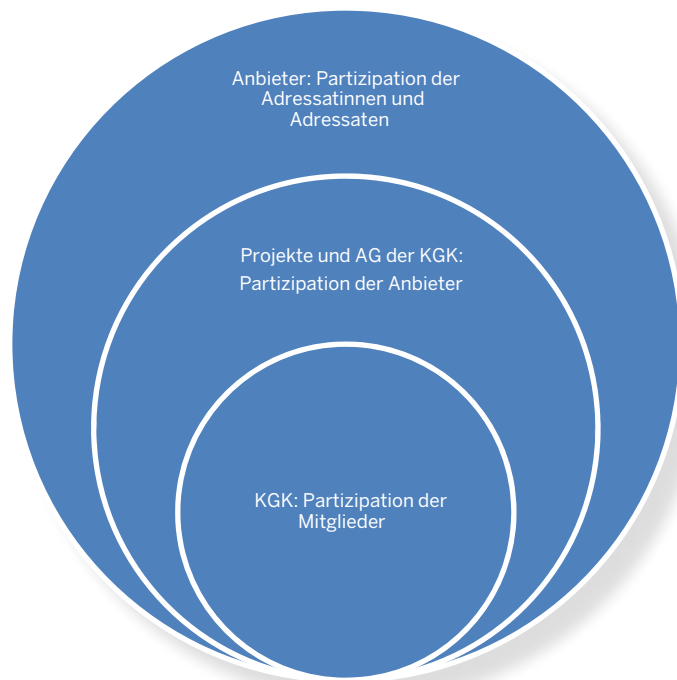 Anbieter: Partizipation der
Adressatinnen und
Adressaten
Projekte und AG der KGK:
Partizipation der Anbieter
KGK: Partizipation der
Mitglieder